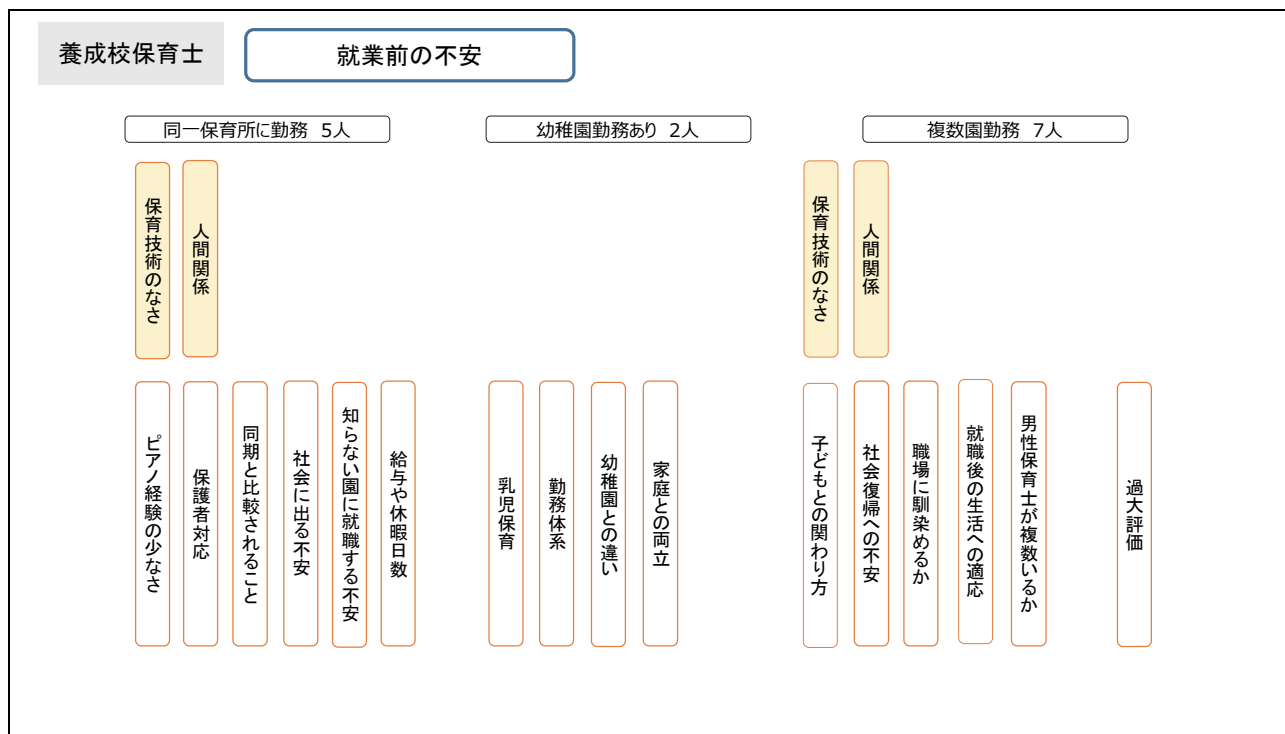 養成校保育士
就業前の不安
同一保育所に勤務 5人
幼稚園勤務あり 2人
複数園勤務 7人
保育技術のなさ
人間関係
保育技術のなさ
人間関係
ピアノ経験の少なさ
保護者対応
同期と比較されること
社会に出る不安
知らない園に就職する不安
給与や休暇日数
乳児保育
勤務体系
幼稚園との違い
家庭との両立
子どもとの関わり方
社会復帰への不安
職場に馴染めるか
就職後の生活への適応
男性保育士が複数いるか
過大評価